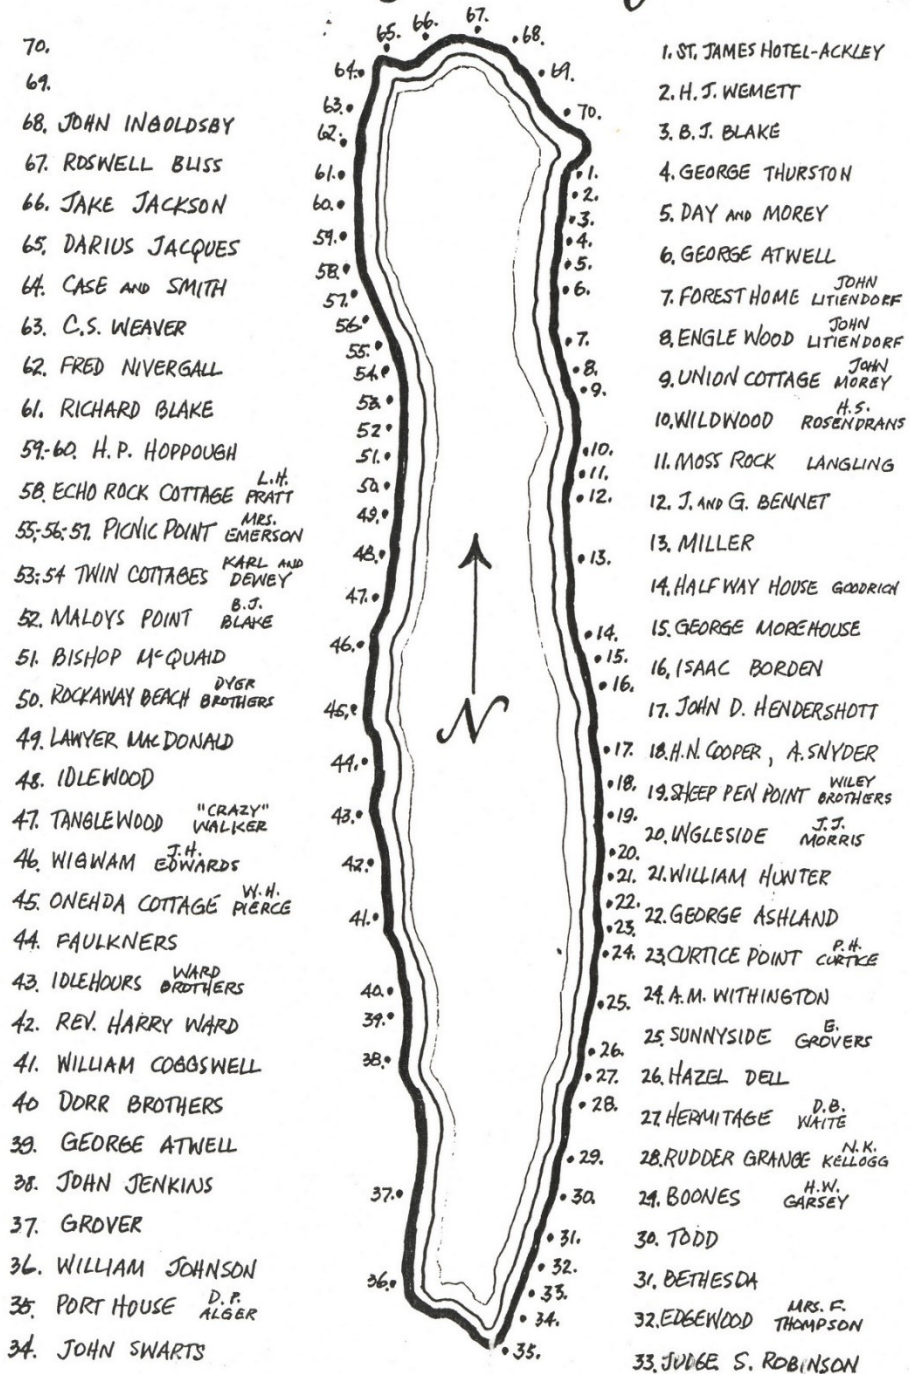 70.
69.
68. JOHN INGOLDSBY
67. ROSWELL BLISS
66. JAKE JACKSON
65. DARIUS JACQUES
64. CASE AND SMITH
63. C.S. WEAVER
62. FRED NIVERGALL
61. RICHARD BLAKE
59-60. H.P. HOPPOUGH
58. ECHO ROCK COTTAGE L.H. PRATT
55;56;57. PICNIC POINT MRS. EMERSON
53;54 TWIN COTTAGES KARL AND DEWEY
52. MALOYS POINT B.J. BLAKE
51. BISHOP McQUAID
50. ROCKAWAY BEACH DYER BROTHERS
49. LAWYER MACDONALD
48. IDLEWOOD
47. TANGLEWOOD "CRAZY" WALKER
46. WIGWAM J.H. EDWARDS
45. ONEHDA COTTAGE W.H. PIERCE
44. FAULKNERS
43. IDLEHOURS WARD BROTHERS
42. REV. HARRY WARD
41. WILLIAM COGGSWELL
40 DORR BROTHERS
39. GEORGE ATWELL
38. JOHN JENKINS
37. GROVER
36. WILLIAM JOHNSON
35. PORT HOUSE D.P. ALGER
34. JOHN SWARTS
65.
66.
67.
68.
69.
70.
64.
63.
62.
61.
60.
59.
58.
57.
56.
55.
54.
53.
52.
51.
50.
49.
48.
47.
46.
45.
44.
43.
42.
41.
40.
39.
38.
37.
36.
N
1.
2.
3.
4.
5.
6.
7.
8.
9.
10.
11.
12.
13.
14.
15.
16.
17.
18.
19.
20.
21.
22.
23.
24.
25.
26.
27.
28.
29.
30.
31.
32.
33.
34.
35.
1. ST. JAMES HOTEL-ACKLEY
2. H.J. WEMETT
3. B.J. BLAKE
4. GEORGE THURSTON
5. DAY AND MOREY
6. GEORGE ATWELL
7. FOREST HOME JOHN LITIENDORF
8. ENGLE WOOD JOHN LITIENDORF
9. UNION COTTAGE JOHN MOREY
10. WILDWOOD H.S. ROSENDRANS
11. MOSS ROCK LANGLING
12. J. AND G. BENNET
13. MILLER
14. HALFWAY HOUSE GOODRICH
15. GEORGE MOREHOUSE
16. ISAAC BORDEN
17. JOHN D. HENDERSHOTT
18. H.N. COOPER, A. SNYDER
19. SHEEP PEN POINT WILEY BROTHERS
20. INGLESIDE J.J. MORRIS
21. WILLIAM HUNTER
22. GEORGE ASHLAND
23. CURTICE POINT P.H. CURTICE
24. A.M. WITHINGTON
25. SUNNYSIDE E. GROVERS
26. HAZEL DELL
27. HERMITAGE D.B. WAITE
28. RUDDER GRANGE N.K. KELLOGG
29. BOONES H.W. GARSEY
30. TODD
31. BETHESDA
32. EDGEWOOD MRS. F. THOMPSON
33. JUDGE S. ROBINSON